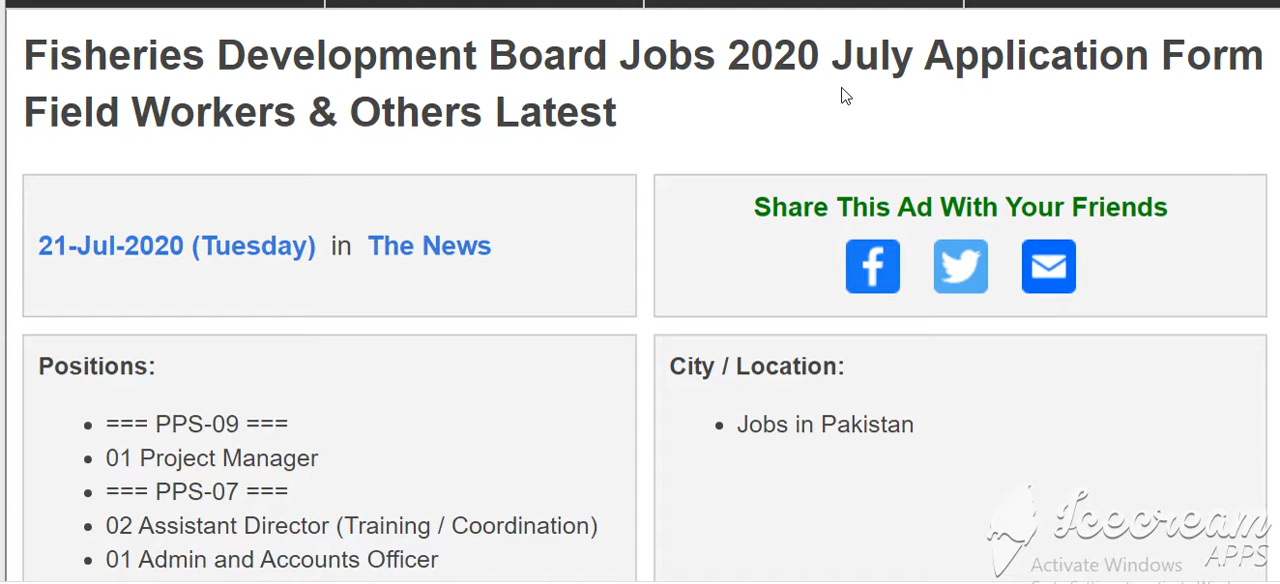 Fisheries Development Board Jobs 2020 July Application Form
Field Workers & Others Latest
21-Jul-2020 (Tuesday) in The News
Share This Ad With Your Friends
Positions:
=== PPS-09 ===
01 Project Manager
=== PPS-07 ===
02 Assistant Director (Training / Coordination)
01 Admin and Accounts Officer
City / Location:
Jobs in Pakistan
Icecream
APPS
Activate Windows